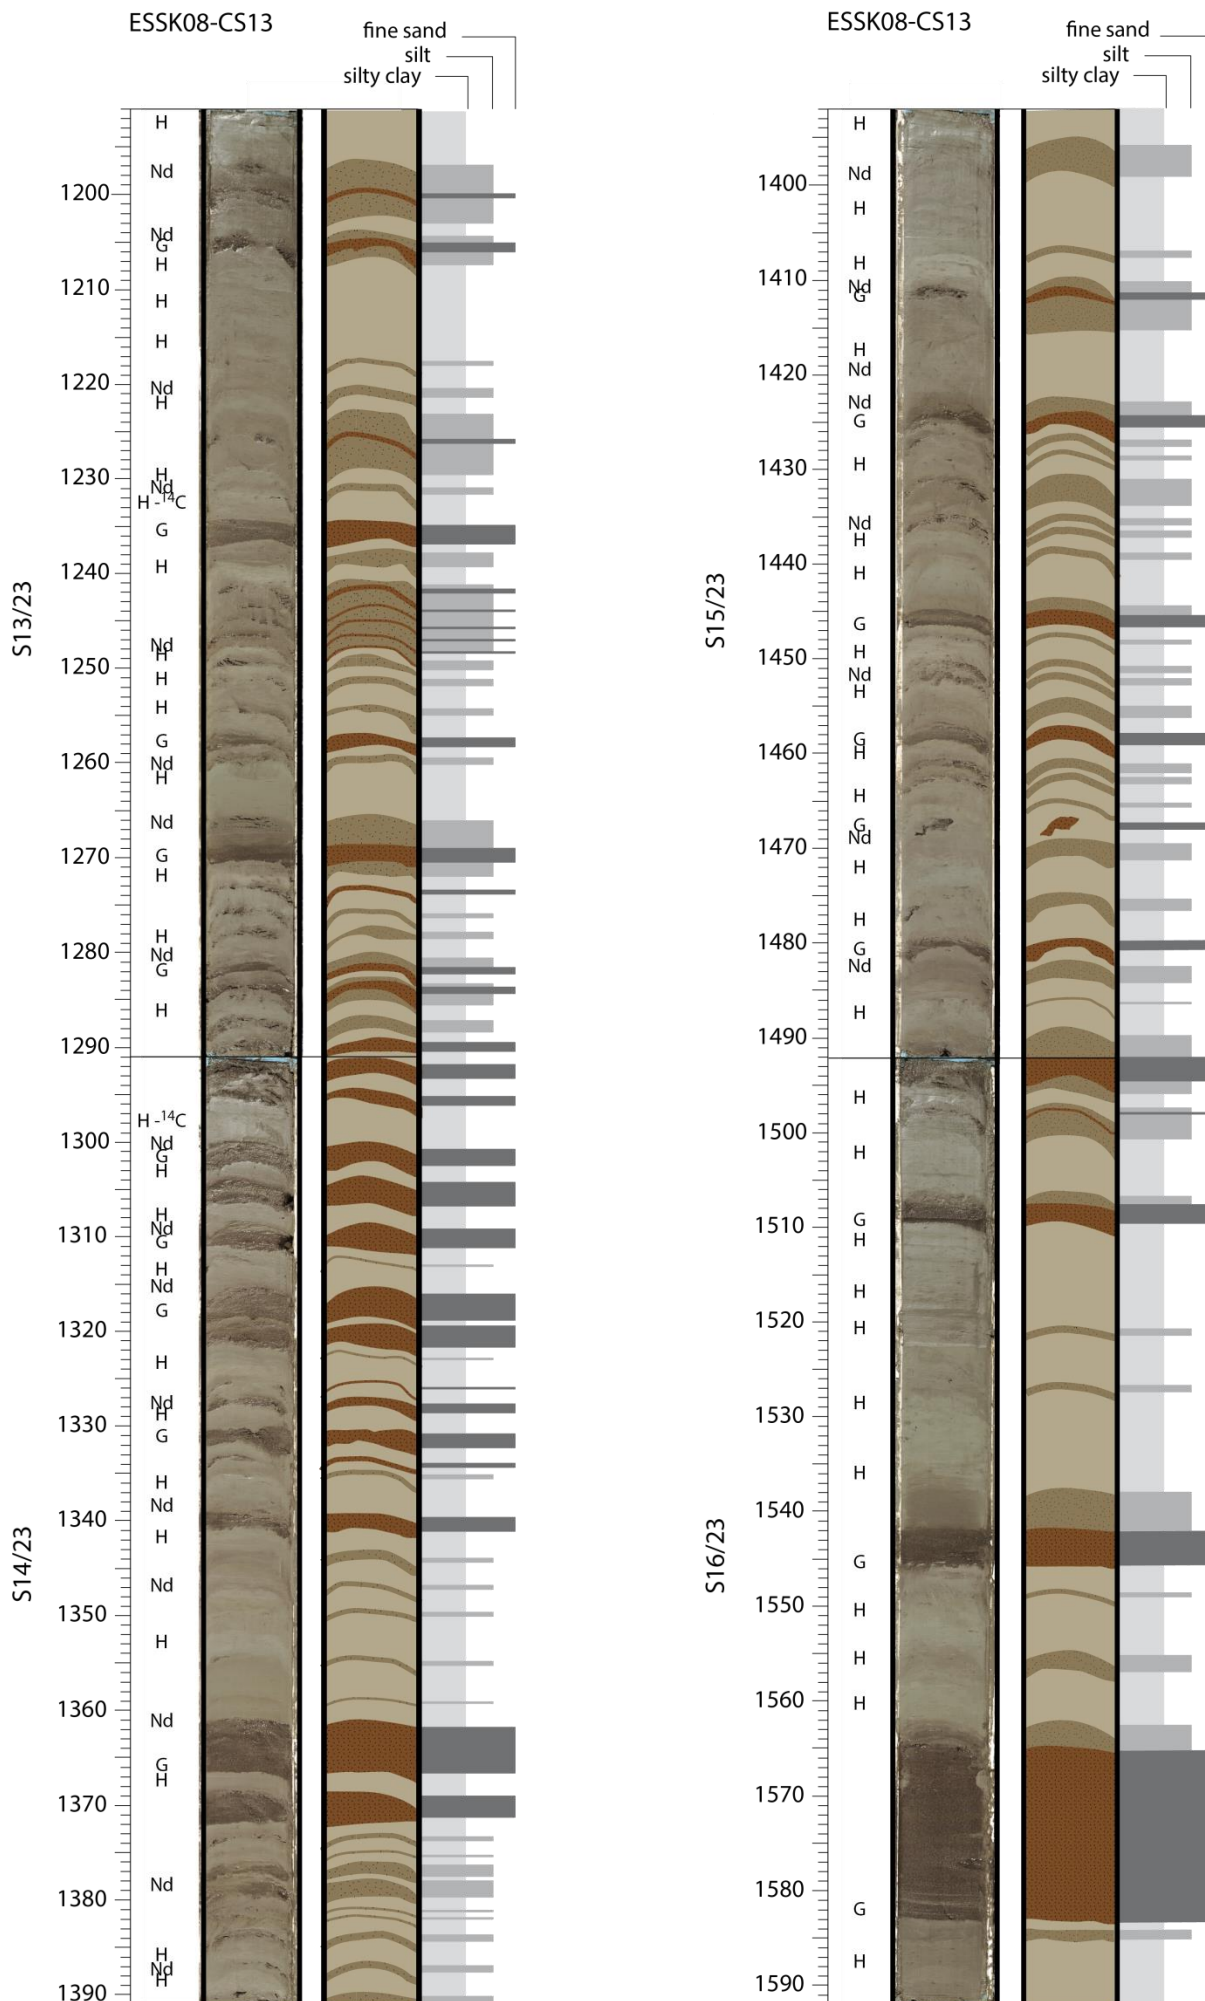 ESSK08-CS13
fine sand
silt
silty clay
H
Nd
1200
Nd
G
H
1210
H
H
1220
Nd
H
1230
H
Nd
H -14C
G
1240
H
S13/23
Nd
H
1250
H
H
G
1260
Nd
H
Nd
1270
G
H
H
1280
Nd
G
H
1290
H -14C
1300
Nd
G
H
H
1310
Nd
G
H
Nd
G
1320
H
1330
Nd
H
G
H
Nd
1340
H
S14/23
Nd
1350
H
1360
Nd
G
H
1370
1380
Nd
H
Nd
H
1390
ESSK08-CS13
fine sand
silt
silty clay
H
1400
Nd
H
H
1410
Nd
G
H
1420
Nd
Nd
G
1430
H
Nd
H
1440
H
S15/23
G
H
1450
Nd
H
G
1460
H
H
G
Nd
1470
H
H
1480
G
Nd
H
1490
H
1500
H
1510
G
H
H
1520
H
1530
H
H
1540
G
S16/23
1550
H
H
1560
H
1570
1580
G
H
1590